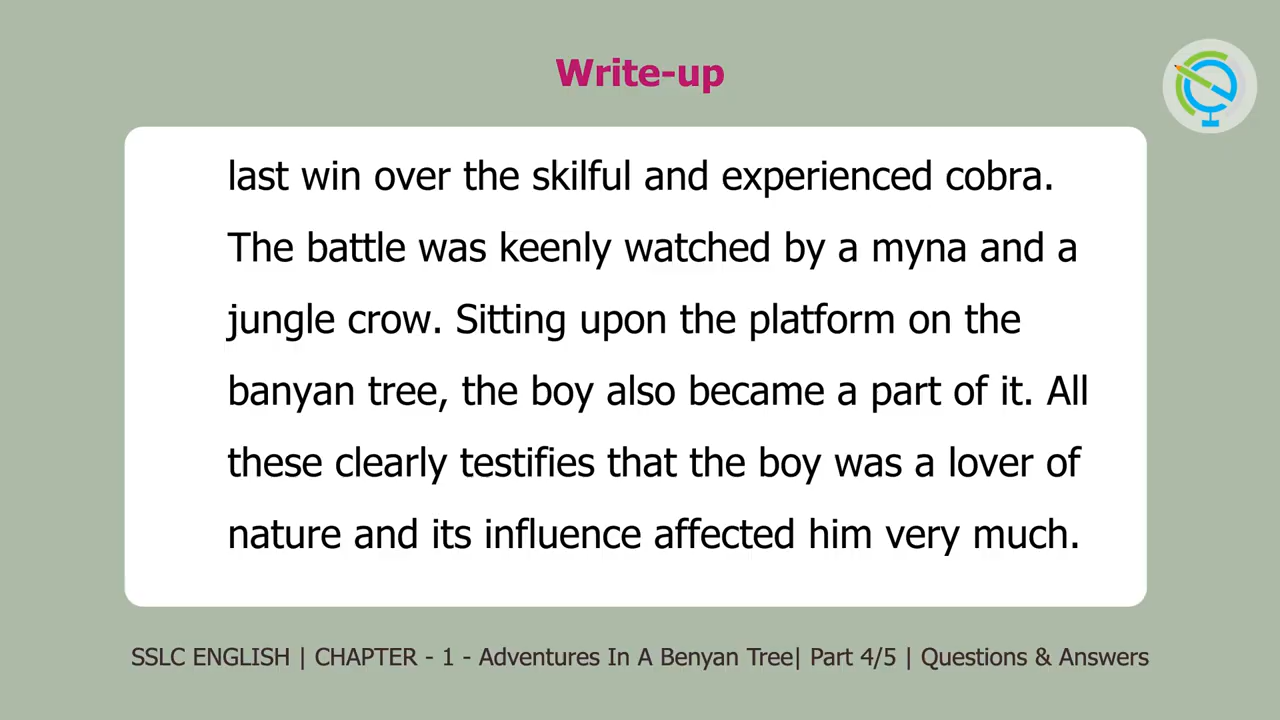 Write-up
last win over the skilful and experienced cobra.
The battle was keenly watched by a myna and a
jungle crow. Sitting upon the platform on the
banyan tree, the boy also became a part of it. All
these clearly testifies that the boy was a lover of
nature and its influence affected him very much.
SSLC ENGLISH | CHAPTER - 1 - Adventures In A Benyan Tree| Part 4/5 | Questions & Answers